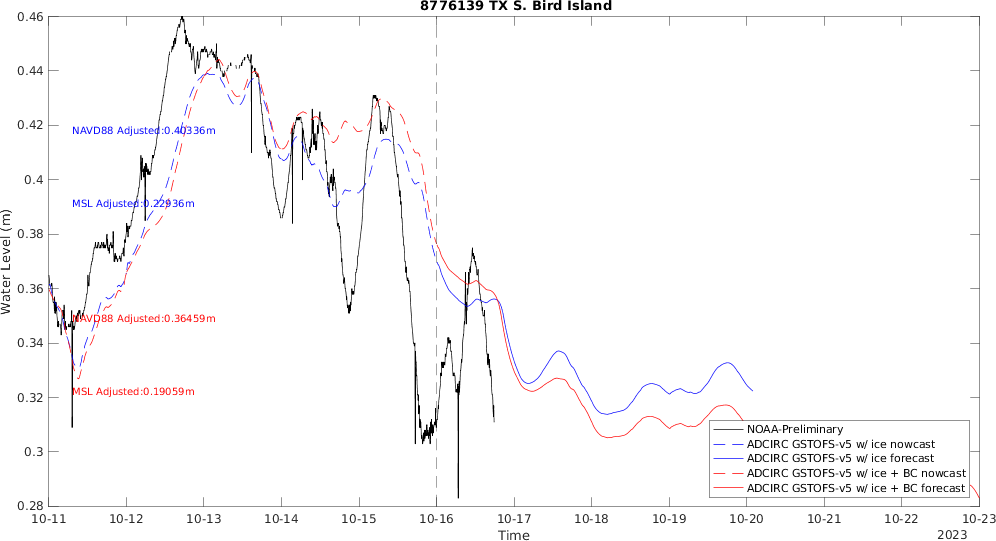 8776139 TX S. Bird Island
0.46
0.44
0.42
0.4
0.38
0.36
0.34
0.32
0.3
0.28
Water Level (m)
NAVD88 Adjusted:0.40336m
MSL Adjusted:0.22936m
NAVD88 Adjusted:0.36459m
MSL Adjusted:0.19059m
NOAA-Preliminary
ADCIRC GSTOFS-v5 w/ ice nowcast
ADCIRC GSTOFS-v5 w/ ice forecast
ADCIRC GSTOFS-v5 w/ ice + BC nowcast
ADCIRC GSTOFS-v5 w/ ice + BC forecast
10-11 10-12 10-13 10-14 10-15 10-16 10-17 10-18 10-19 10-20 10-21 10-22 10-23
Time
2023